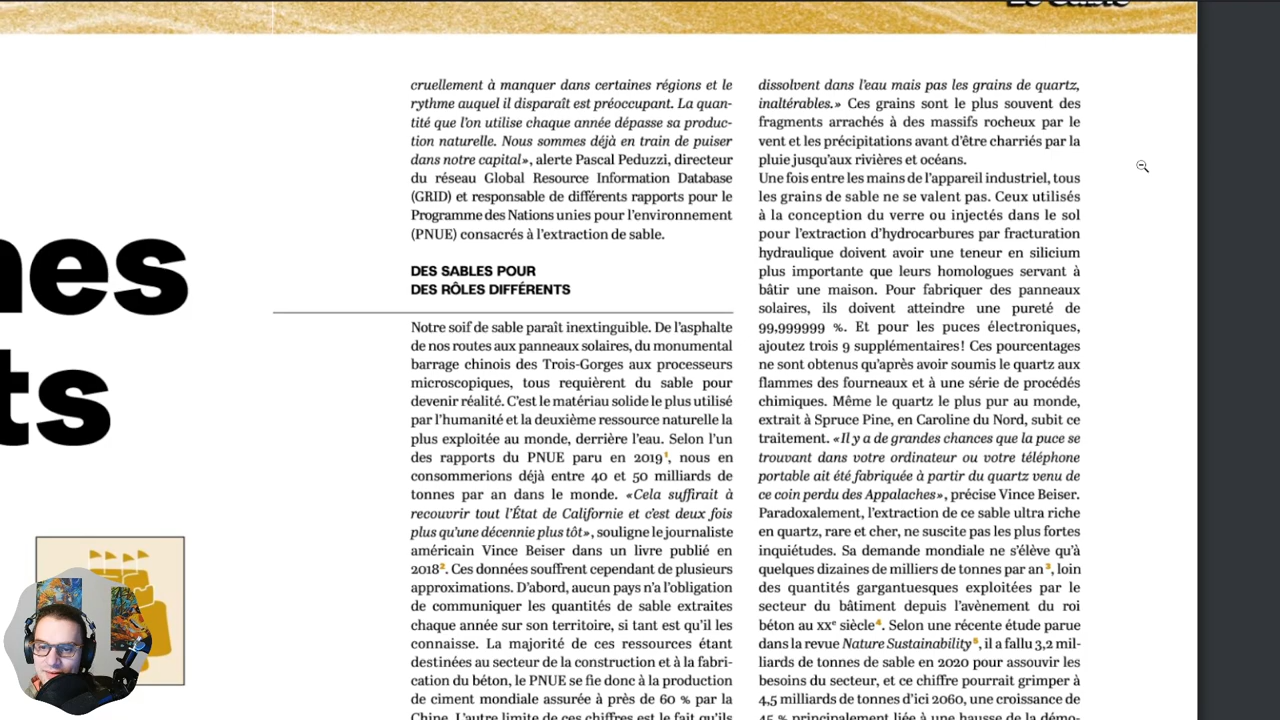 Le Sable
nes
ts
cruellement à manquer dans certaines régions et le
rythme auquel il disparaît est préoccupant. La quan-
tité que l'on utilise chaque année dépasse sa produc-
tion naturelle. Nous sommes déjà en train de puiser
dans notre capital», alerte Pascal Peduzzi, directeur
du réseau Global Resource Information Database
(GRID) et responsable de différents rapports pour le
Programme des Nations unies pour l'environnement
(PNUE) consacrés à l'extraction de sable.
DES SABLES POUR
DES RÔLES DIFFÉRENTS
Notre soif de sable paraît inextinguible. De l'asphalte
de nos routes aux panneaux solaires, du monumental
barrage chinois des Trois-Gorges aux processeurs
microscopiques, tous requièrent du sable pour
devenir réalité. C'est le matériau solide le plus utilisé
par l'humanité et la deuxième ressource naturelle la
plus exploitée au monde, derrière l'eau. Selon l'un
des rapports du PNUE paru en 2019¹, nous en
consommerions déjà entre 40 et 50 milliards de
tonnes par an dans le monde. «Cela suffirait à
recouvrir tout l'État de Californie et c'est deux fois
plus qu'une décennie plus tôt», souligne le journaliste
américain Vince Beiser dans un livre publié en
2018². Ces données souffrent cependant de plusieurs
approximations. D'abord, aucun pays n'a l'obligation
de communiquer les quantités de sable extraites
chaque année sur son territoire, si tant est qu'il les
connaisse. La majorité de ces ressources étant
destinées au secteur de la construction et à la fabri-
cation du béton, le PNUE se fie donc à la production
de ciment mondiale assurée à près de 60 % par la
Chine. L'autre limite de ces chiffres est le fait qu'ils
dissolvent dans l'eau mais pas les grains de quartz,
inaltérables.» Ces grains sont le plus souvent des
fragments arrachés à des massifs rocheux par le
vent et les précipitations avant d'être charriés par la
pluie jusqu'aux rivières et océans.
Une fois entre les mains de l'appareil industriel, tous
les grains de sable ne se valent pas. Ceux utilisés
à la conception du verre ou injectés dans le sol
pour l'extraction d'hydrocarbures par fracturation
hydraulique doivent avoir une teneur en silicium
plus importante que leurs homologues servant à
bâtir une maison. Pour fabriquer des panneaux
solaires, ils doivent atteindre une pureté de
99,999999 %. Et pour les puces électroniques,
ajoutez trois 9 supplémentaires! Ces pourcentages
ne sont obtenus qu'après avoir soumis le quartz aux
flammes des fourneaux et à une série de procédés
chimiques. Même le quartz le plus pur au monde,
extrait à Spruce Pine, en Caroline du Nord, subit ce
traitement. «Il y a de grandes chances que la puce se
trouvant dans votre ordinateur ou votre téléphone
portable ait été fabriquée à partir du quartz venu de
ce coin perdu des Appalaches», précise Vince Beiser.
Paradoxalement, l'extraction de ce sable ultra riche
en quartz, rare et cher, ne suscite pas les plus fortes
inquiétudes. Sa demande mondiale ne s'élève qu'à
quelques dizaines de milliers de tonnes par an³, loin
des quantités gargantuesques exploitées par le
secteur du bâtiment depuis l'avènement du roi
béton au XXᵉ siècle⁴. Selon une récente étude parue
dans la revue Nature Sustainability⁵, il a fallu 3,2 mil-
liards de tonnes de sable en 2020 pour assouvir les
besoins du secteur, et ce chiffre pourrait grimper à
4,5 milliards de tonnes d'ici 2060, une croissance de
45 % principalement liée à une hausse de la démo-